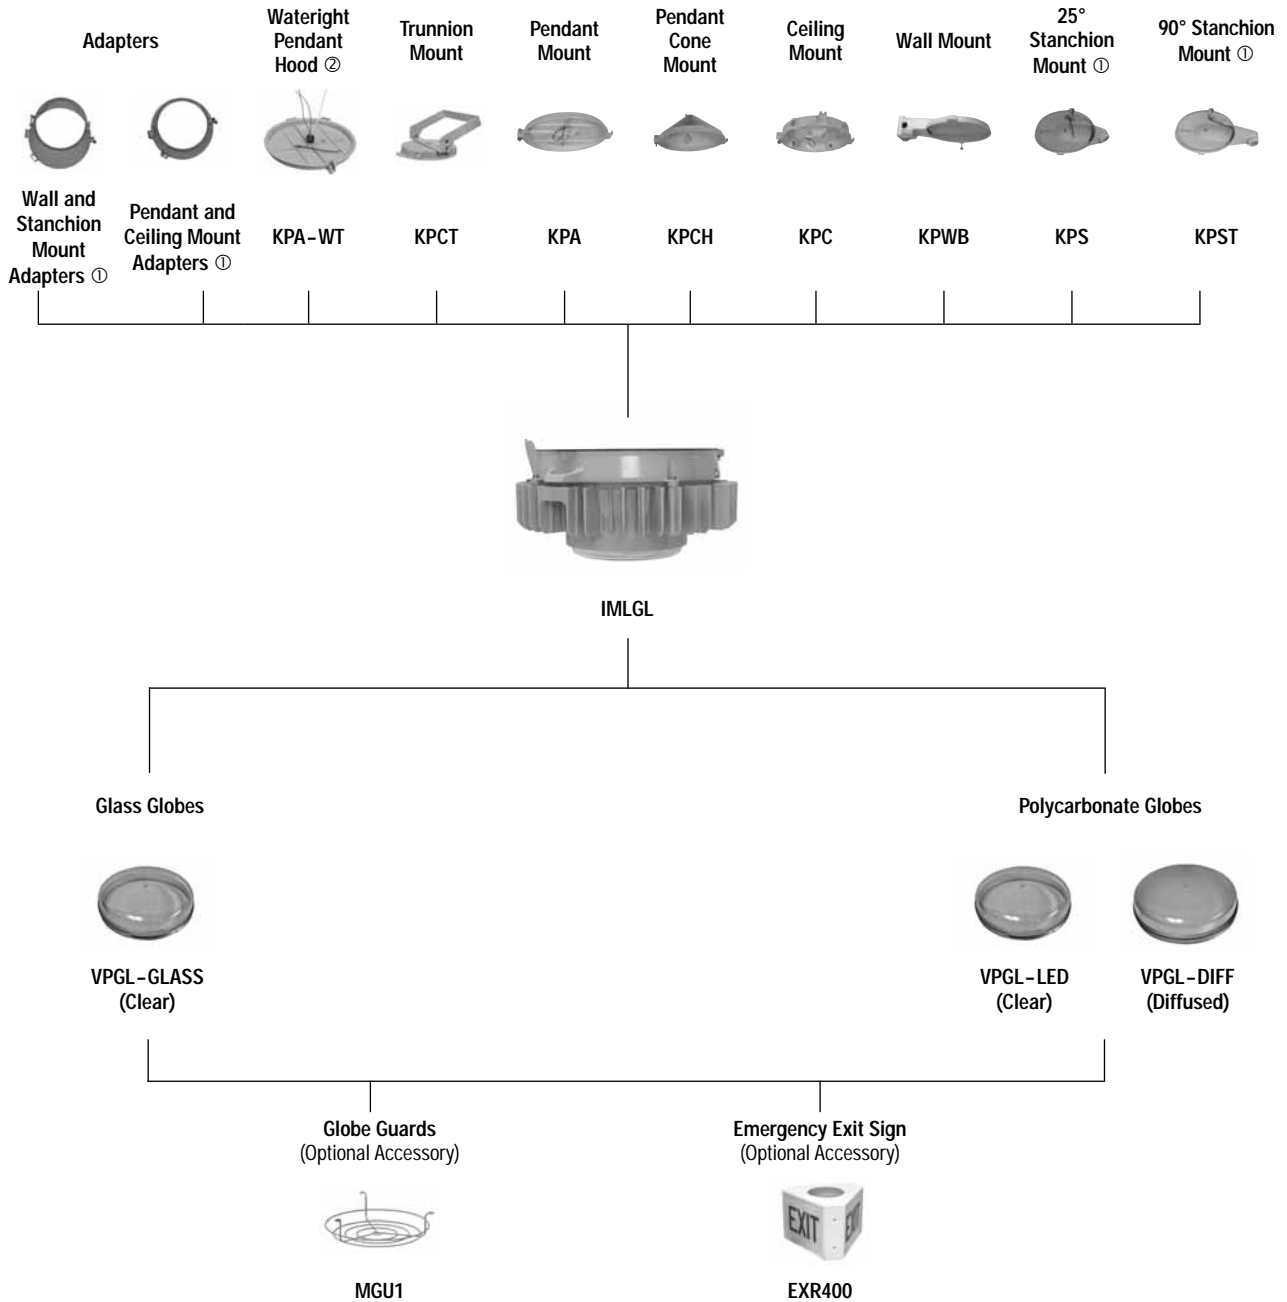 Adapters
Wateright
Pendant
Hood ②
Trunnion
Mount
Pendant
Mount
Pendant
Cone
Mount
Ceiling
Mount
Wall Mount
25°
Stanchion
Mount ①
90° Stanchion
Mount ①
Wall and
Stanchion
Mount
Adapters ①
Pendant and
Ceiling Mount
Adapters ①
KPA-WT
KPCT
KPA
KPCH
KPC
KPWB
KPS
KPST
IMLGL
Glass Globes
Polycarbonate Globes
VPGL-GLASS
(Clear)
VPGL-LED
(Clear)
VPGL-DIFF
(Diffused)
Globe Guards
(Optional Accessory)
Emergency Exit Sign
(Optional Accessory)
EXIT
EXIT
MGU1
EXR400